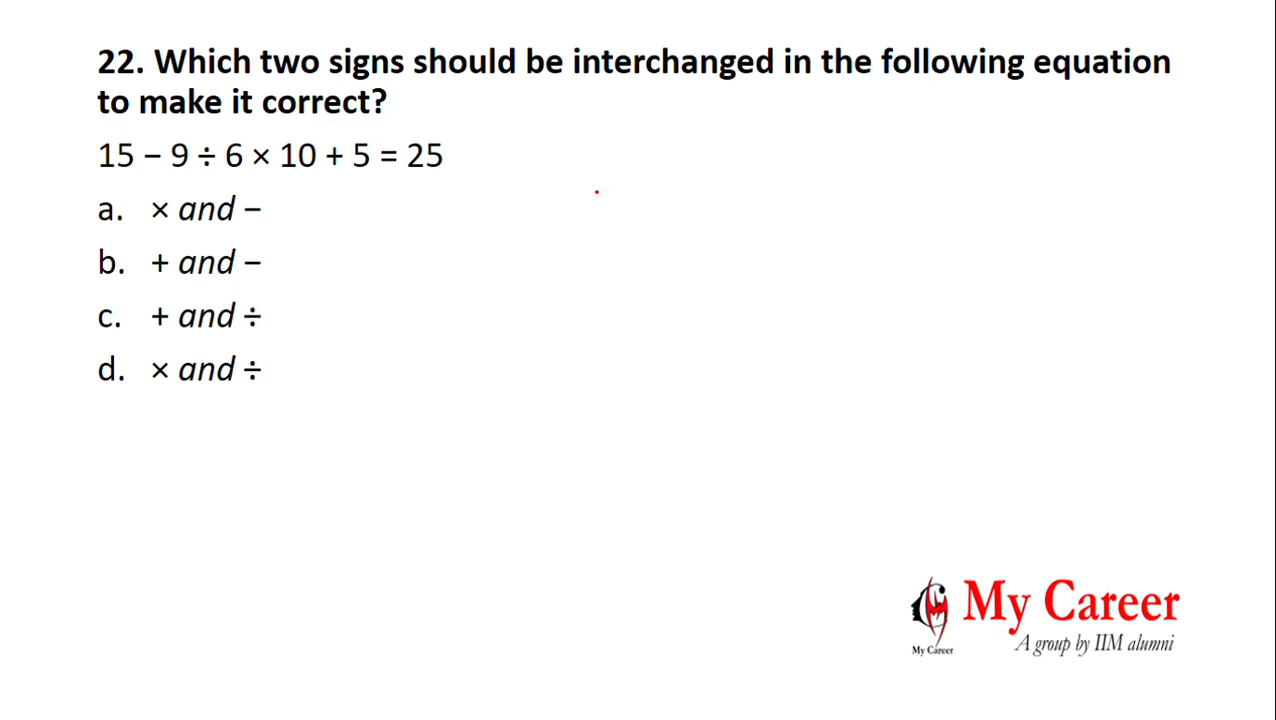 22. Which two signs should be interchanged in the following equation
to make it correct?
15 − 9 ÷ 6 × 10 + 5 = 25
a. × and −
b. + and −
c. + and ÷
d. × and ÷
My Career
A group by IIM alumni
My Career